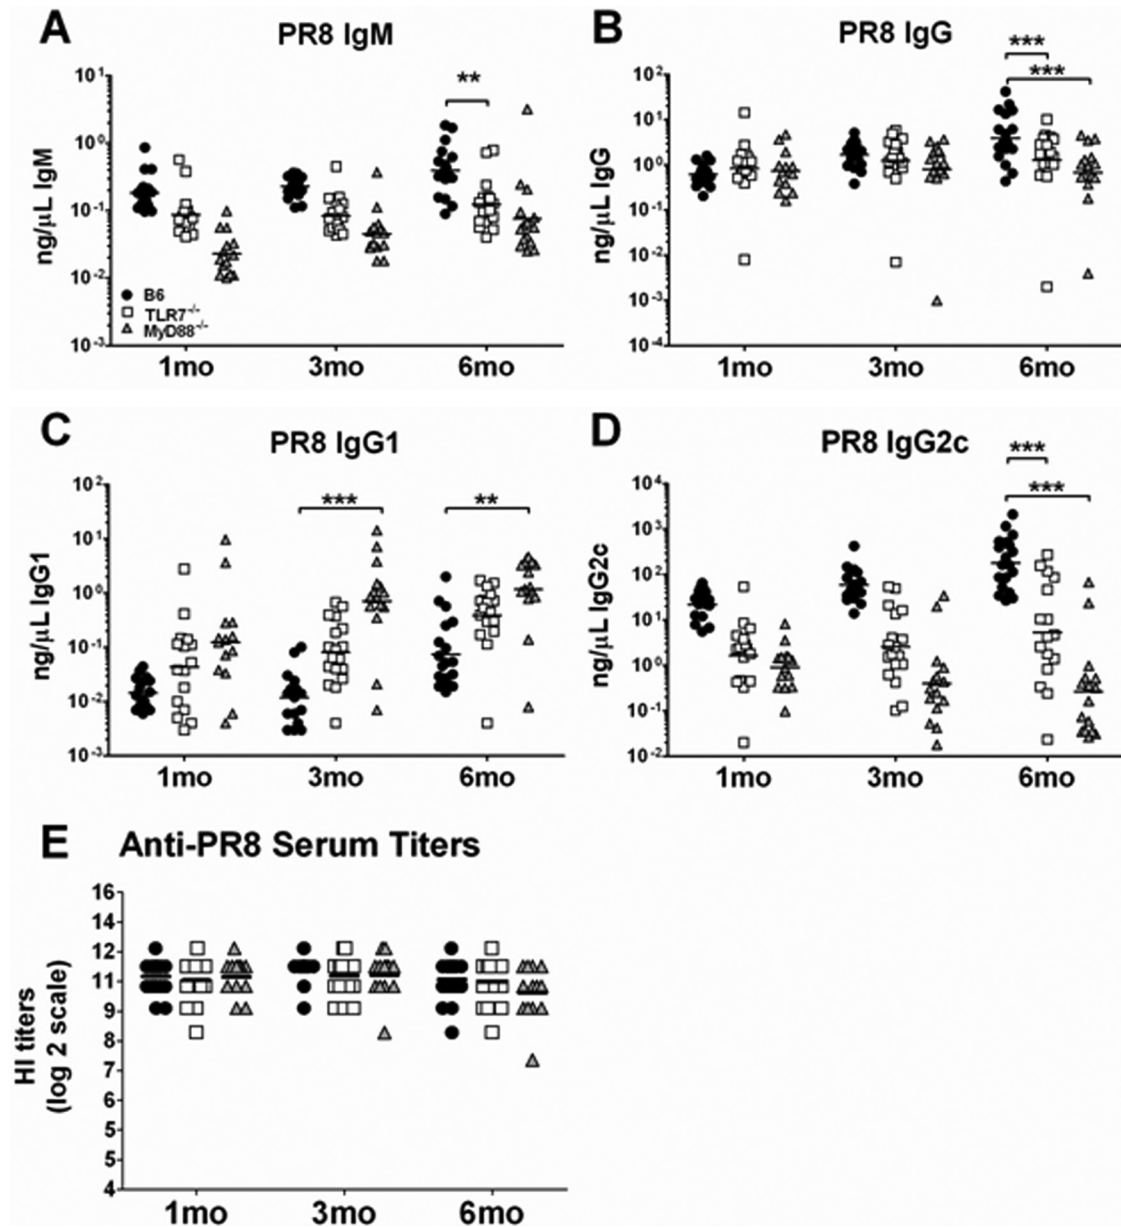 A
PR8 IgM
**
ng/μL IgM
10¹
10⁰
10⁻¹
10⁻²
10⁻³
B6
TLR7⁻/⁻
MyD88⁻/⁻
1mo 3mo 6mo
B
PR8 IgG
***
***
ng/μL IgG
10²
10¹
10⁰
10⁻¹
10⁻²
10⁻³
10⁻⁴
1mo 3mo 6mo
C
PR8 IgG1
*** **
ng/μL IgG1
10²
10¹
10⁰
10⁻¹
10⁻²
10⁻³
1mo 3mo 6mo
D
PR8 IgG2c
***
***
ng/μL IgG2c
10⁴
10³
10²
10¹
10⁰
10⁻¹
10⁻²
1mo 3mo 6mo
E
Anti-PR8 Serum Titers
HI titers
(log 2 scale)
16
14
12
11
9
8
7
6
5
5
4
1mo 3mo 6mo